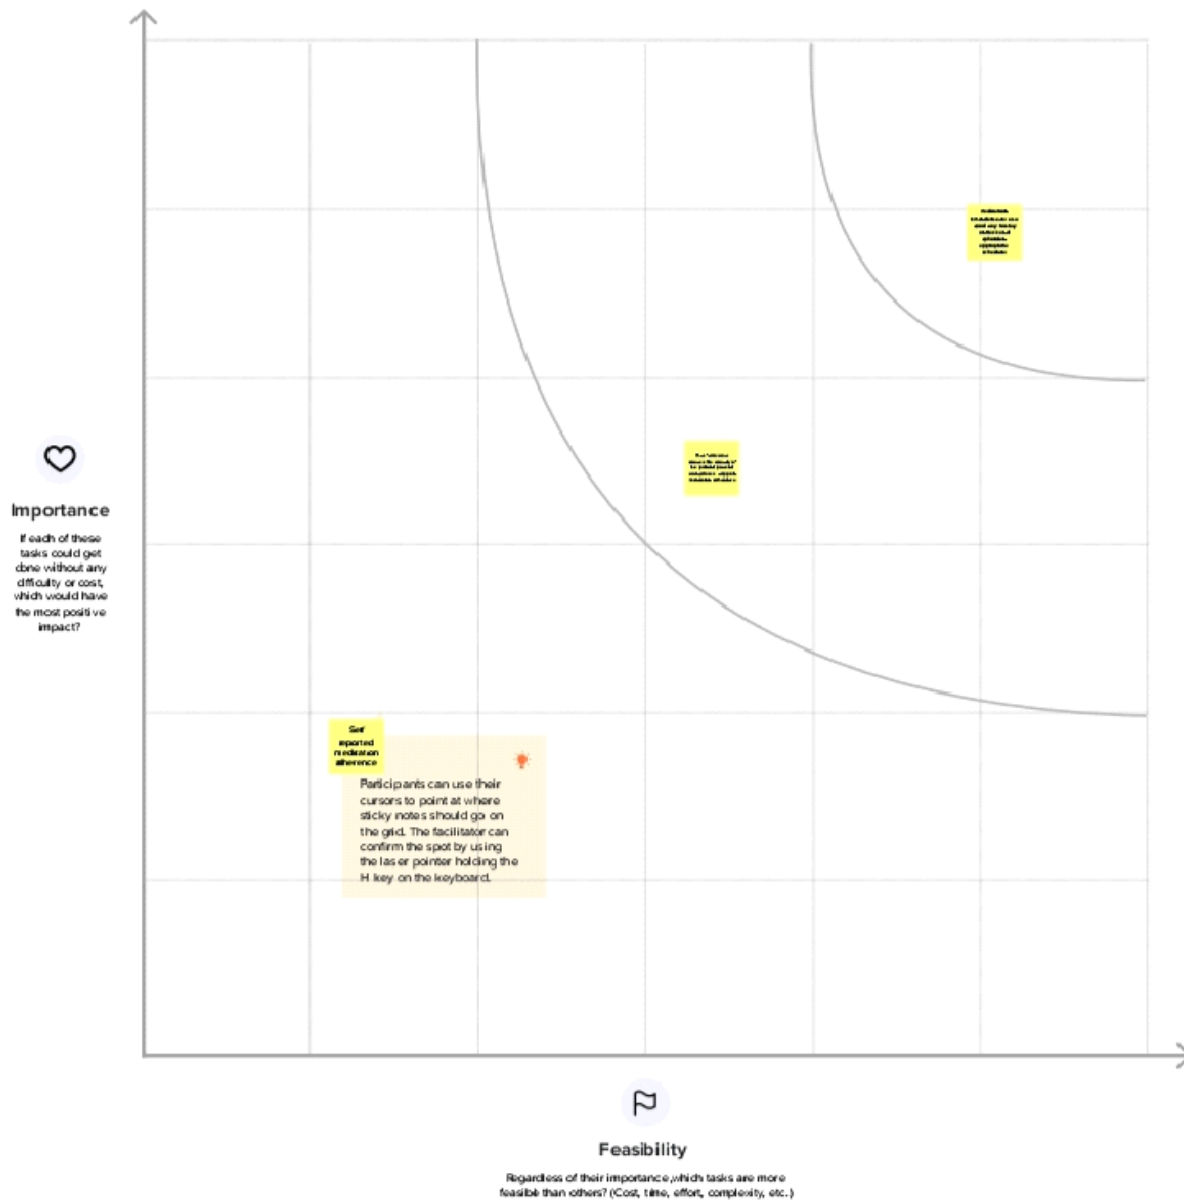 Importance
If each of these
tasks could get
done without any
difficulty or cost,
which would have
the most positive
impact?
Self
reported
medication
atherence
Participants can use their
cursors to point at where
sticky notes should go on
the grid. The facilitator can
confirm the spot by using
the laser pointer holding the
H key on the keyboard.
Feasibility
Regardless of their importance, which tasks are more
feasible than others? (Cost, time, effort, complexity, etc.)